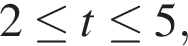 2 ≤ t ≤ 5,